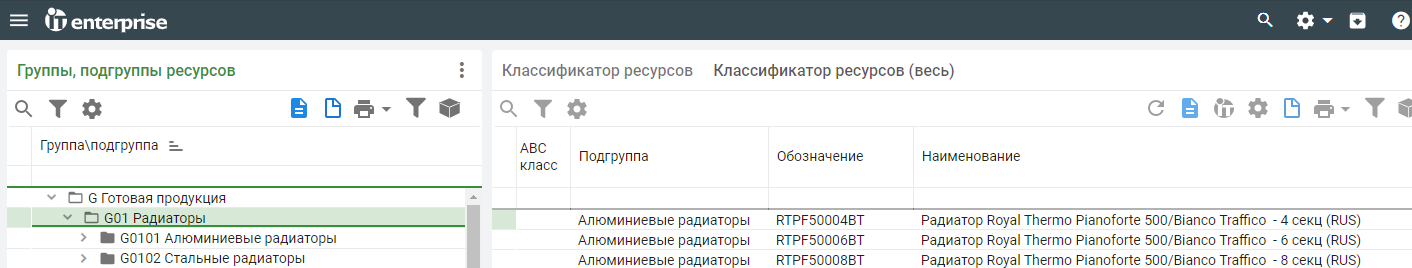 enterprise
Группы, подгруппы ресурсов
Группа\подгруппа
G Готовая продукция
G01 Радиаторы
G0101 Алюминиевые радиаторы
G0102 Стальные радиаторы
Классификатор ресурсов Классификатор ресурсов (весь)
ABC класс Подгруппа Обозначение Наименование
Алюминиевые радиаторы RTPF50004BT Радиатор Royal Thermo Pianoforte 500/Bianco Traffico - 4 секц (RUS)
Алюминиевые радиаторы RTPF50006BT Радиатор Royal Thermo Pianoforte 500/Bianco Traffico - 6 секц (RUS)
Алюминиевые радиаторы RTPF50008BT Радиатор Royal Thermo Pianoforte 500/Bianco Traffico - 8 секц (RUS)